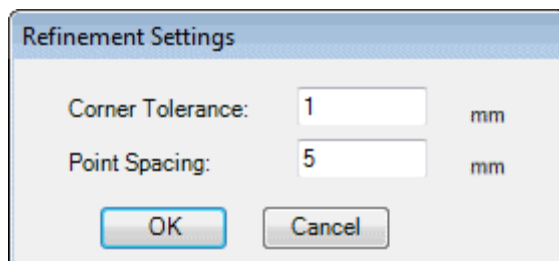 Refinement Settings
Corner Tolerance: 1 mm
Point Spacing: 5 mm
OK Cancel